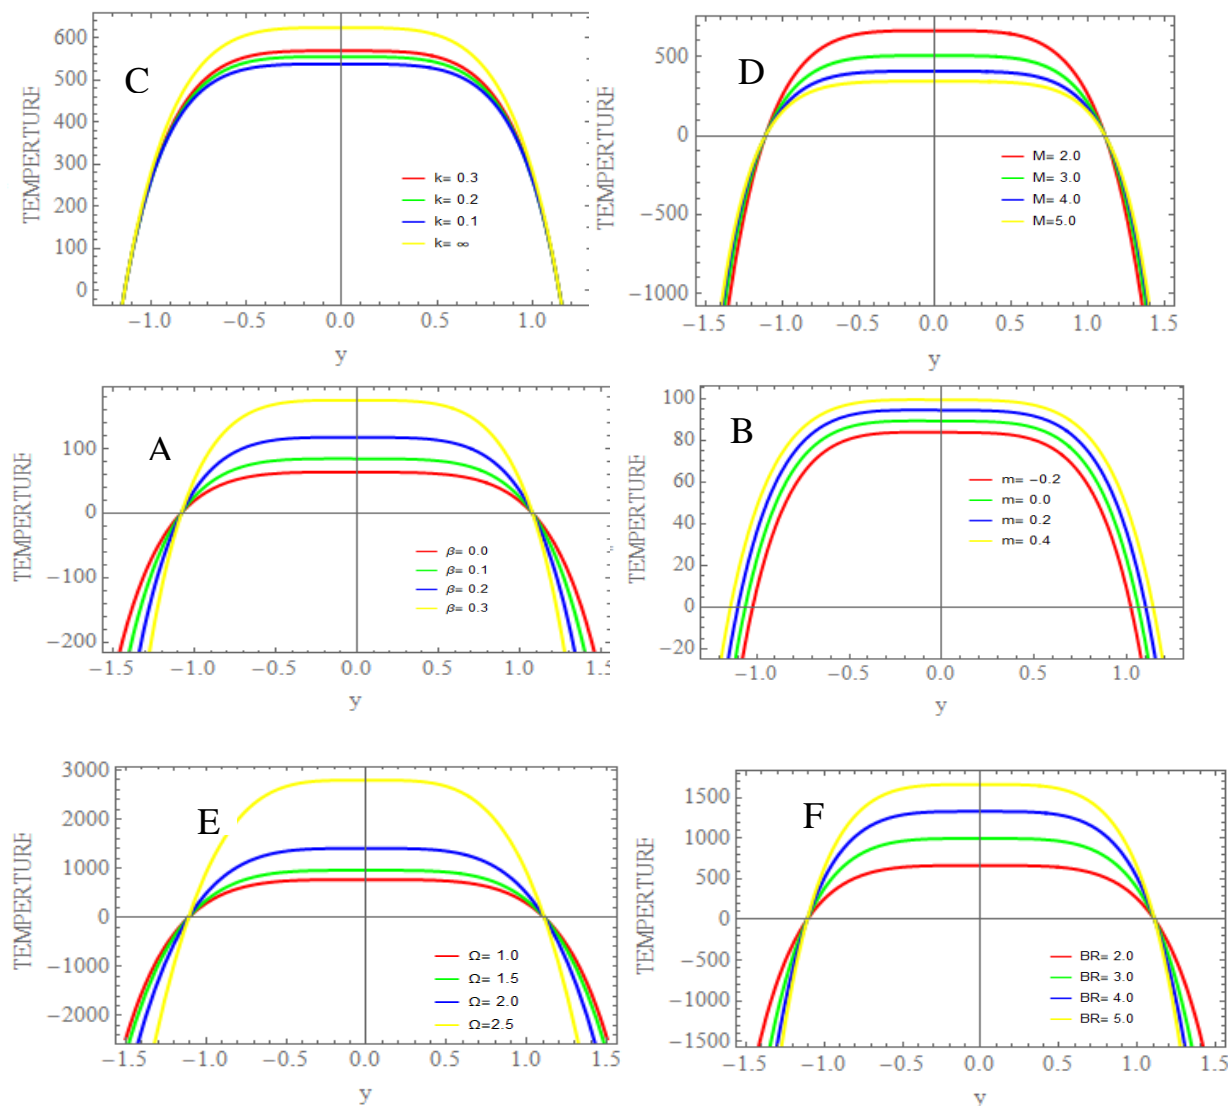 C
TEMPERTURE
600
500
400
300
200
100
0
k= 0.3
k= 0.2
k= 0.1
k= ∞
−1.0 −0.5 0.0 0.5 1.0
y
D
TEMPERTURE
500
0
−500
−1000
M= 2.0
M= 3.0
M= 4.0
M=5.0
−1.5 −1.0 −0.5 0.0 0.5 1.0 1.5
y
A
TEMPERTURE
100
0
−100
−200
β= 0.0
β= 0.1
β= 0.2
β= 0.3
−1.5 −1.0 −0.5 0.0 0.5 1.0 1.5
y
B
TEMPERTURE
100
80
60
40
20
0
−20
m= −0.2
m= 0.0
m= 0.2
m= 0.4
−1.0 −0.5 0.0 0.5 1.0
y
E
TEMPERTURE
3000
2000
1000
0
−1000
−2000
Ω= 1.0
Ω= 1.5
Ω= 2.0
Ω=2.5
−1.5 −1.0 −0.5 0.0 0.5 1.0 1.5
y
F
TEMPERTURE
1500
1000
500
0
−500
−1000
−1500
BR= 2.0
BR= 3.0
BR= 4.0
BR= 5.0
−1.5 −1.0 −0.5 0.0 0.5 1.0 1.5
y